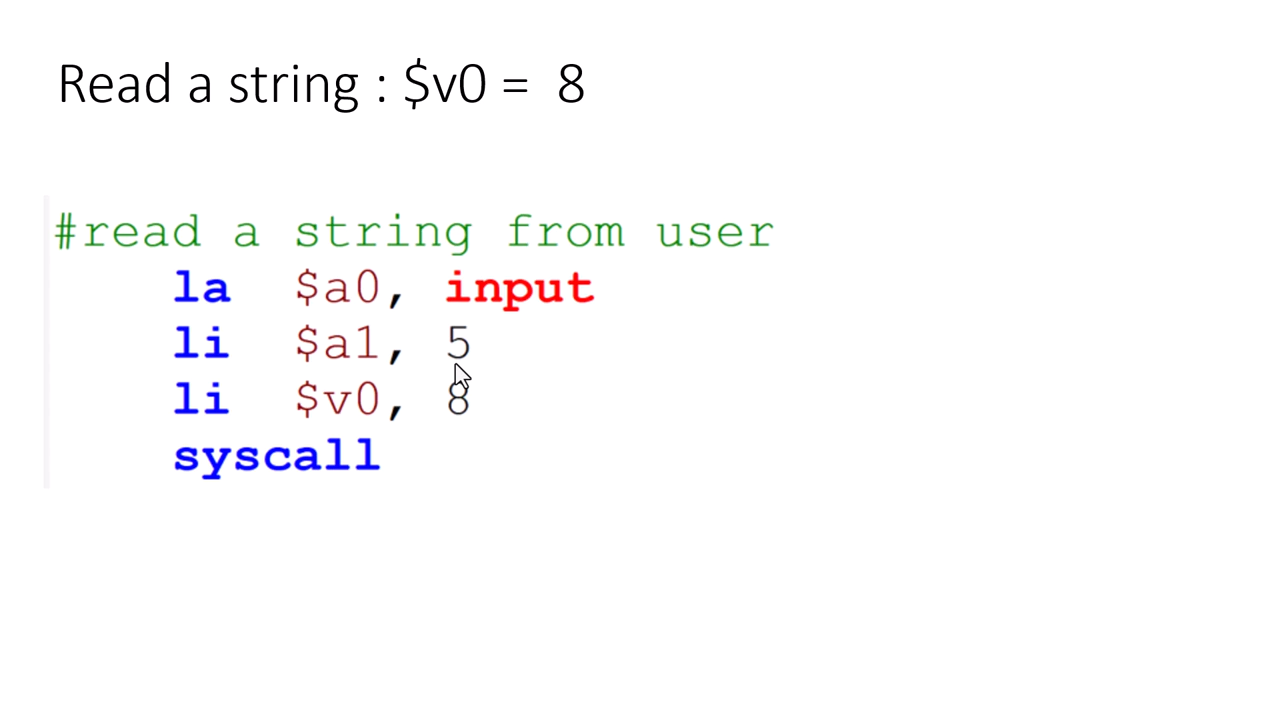 Read a string : $v0 = 8
#read a string from user
la $a0, input
li $a1, 5
li $v0, 8
syscall